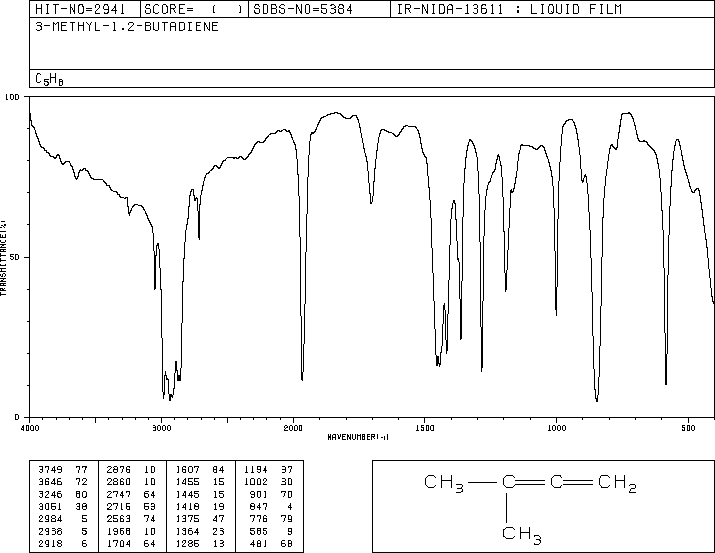 HIT-NO=2941 SCORE= ( ) SDBS-NO=5384 IR-NIDA-13611 : LIQUID FILM
3-METHYL-1.2-BUTADIENE
C5H8
100
50
0
TRANSMITTANCE(%)
4000 3000 2000 1500 1000 500
WAVENUMBER(-1)
3749 77 2876 10 1607 84 1194 37
3646 72 2860 10 1455 15 1002 30
3246 60 2747 64 1445 15 901 70
3051 38 2716 53 1418 19 847 4
2984 5 2563 74 1375 47 776 79
2936 5 1968 10 1364 23 585 9
2918 6 1704 64 1286 13 481 68
CH3—C=C=CH2
CH3